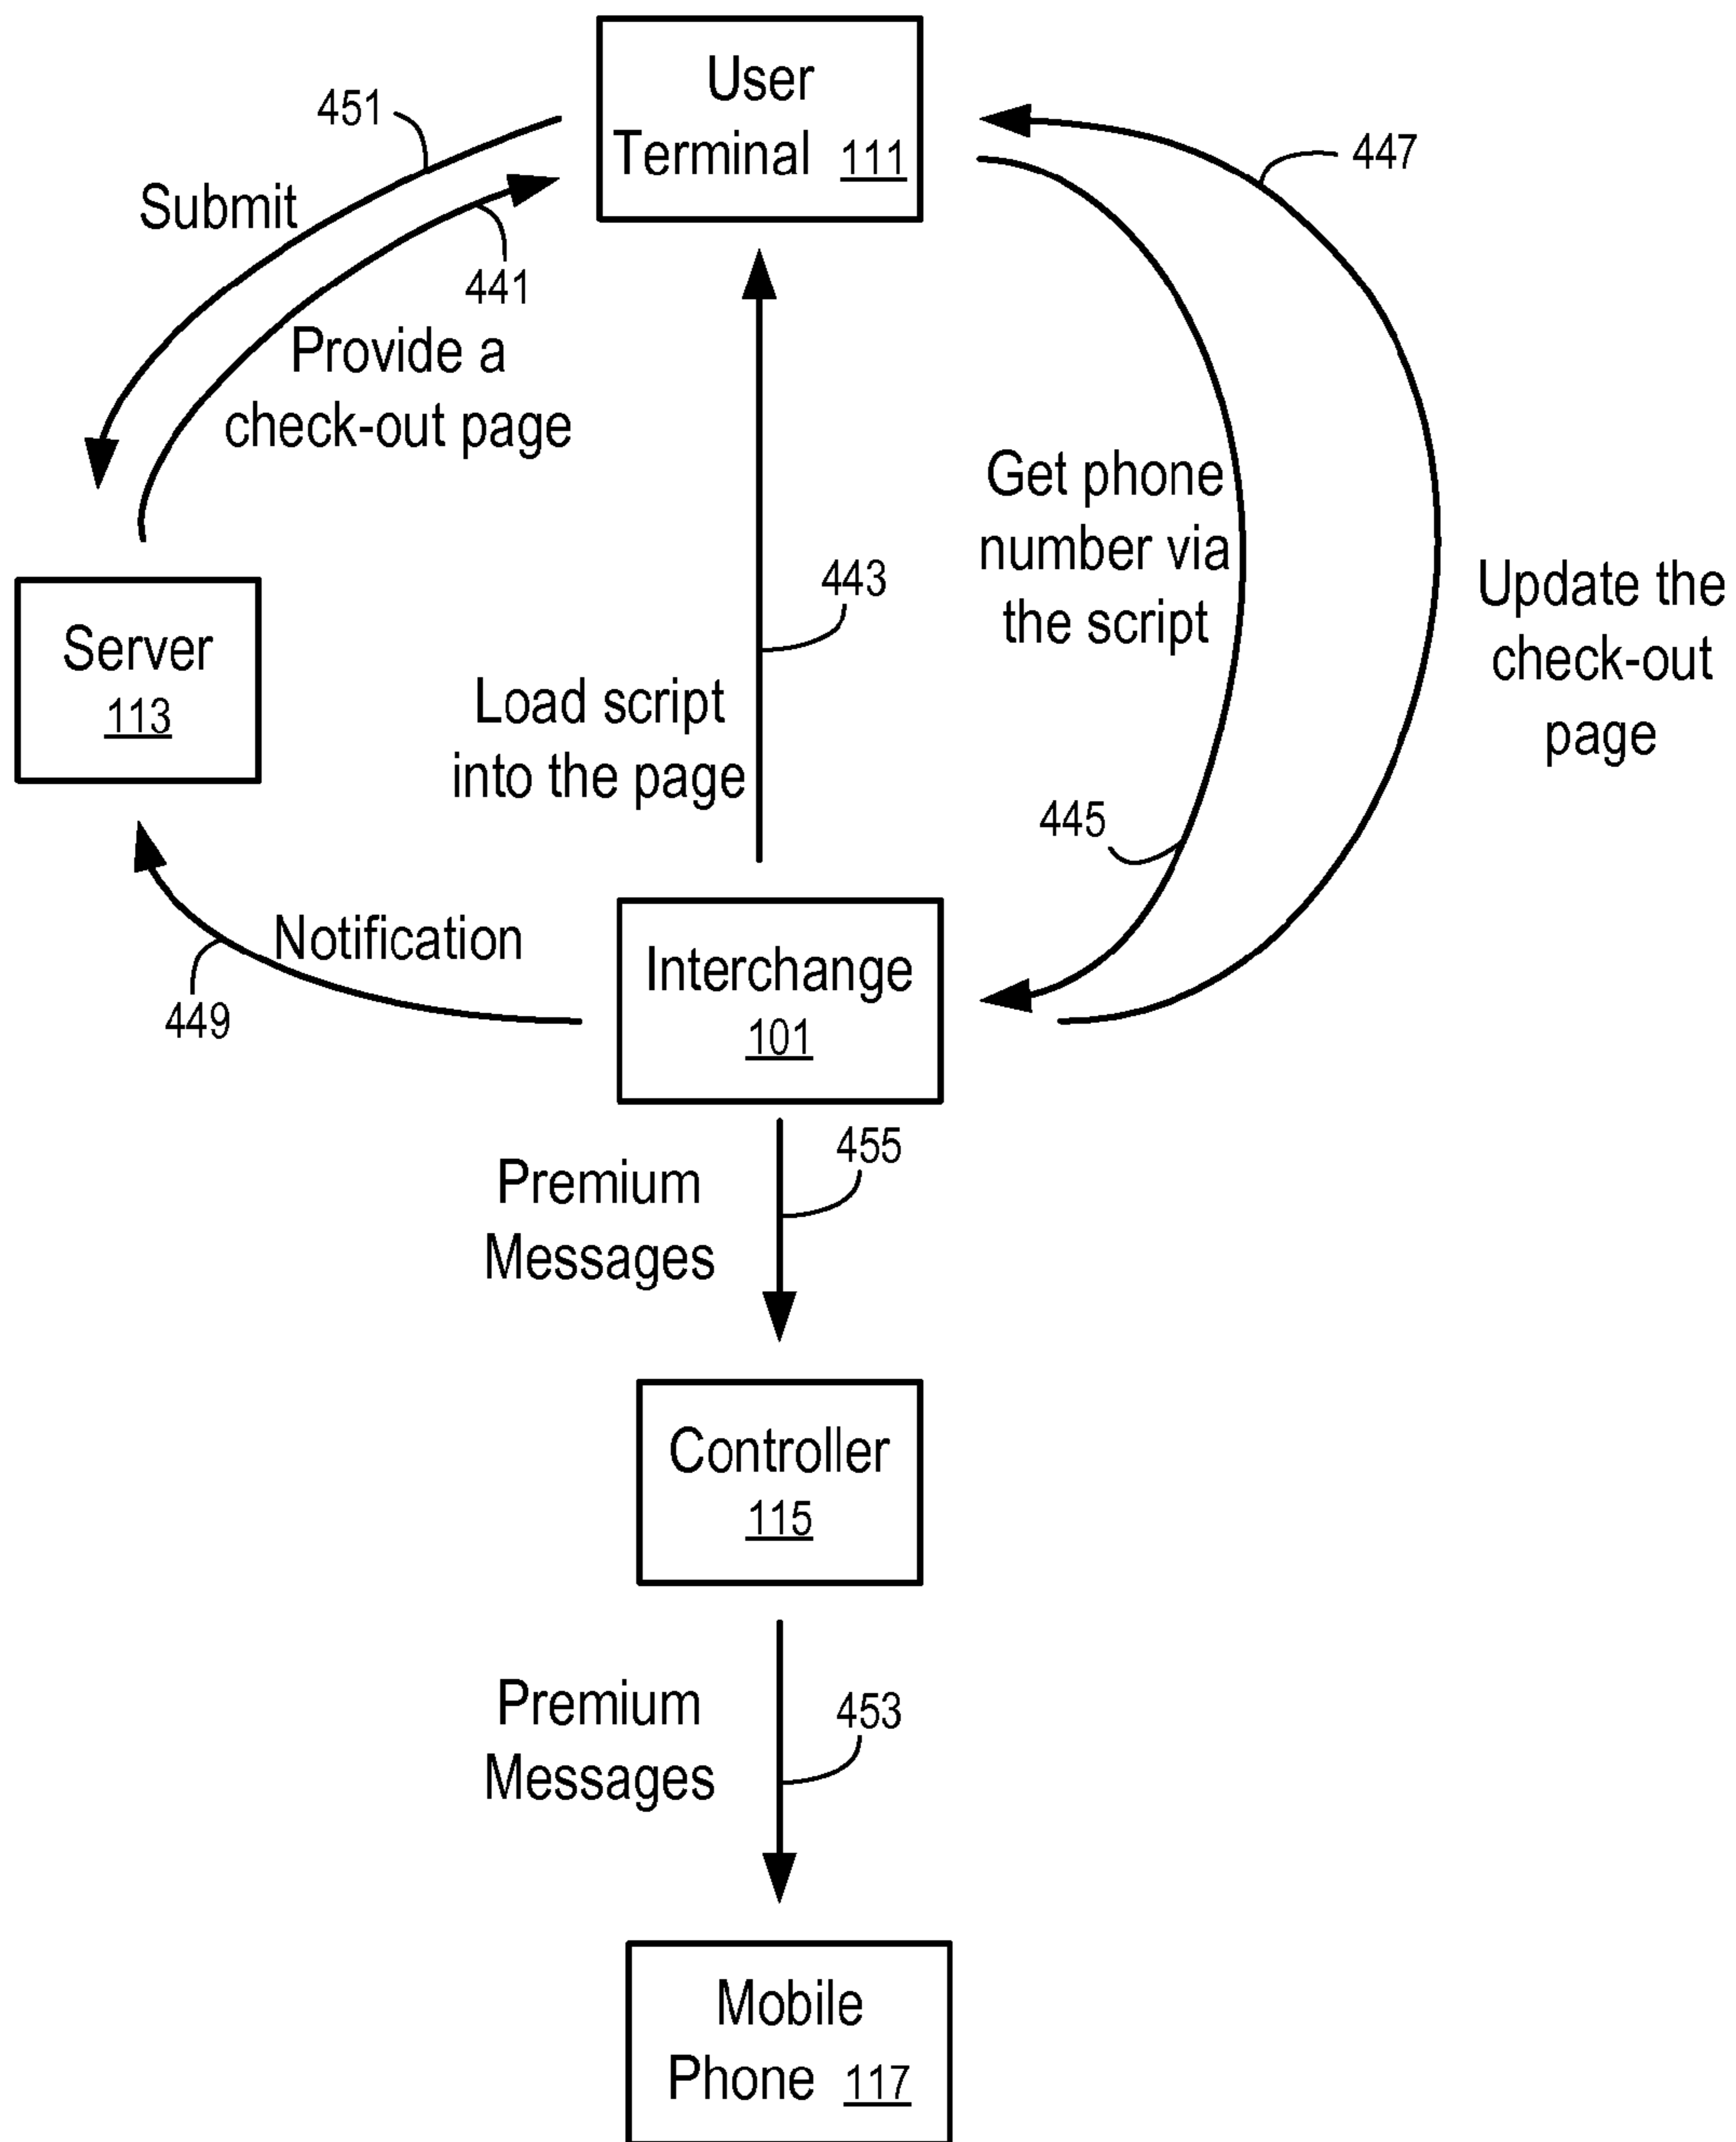 User
Terminal 111
451
447
Submit
441
Provide a
check-out page
Get phone
number via
the script
443
Update the
check-out
page
Server
113
Load script
into the page
445
Notification
449
Interchange
101
455
Premium
Messages
Controller
115
Premium
Messages
453
Mobile
Phone 117